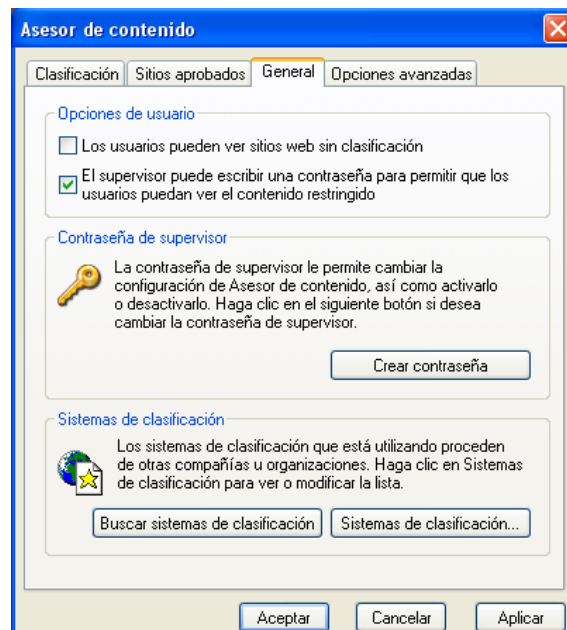 Asesor de contenido
Clasificación Sitios aprobados General Opciones avanzadas
Opciones de usuario
Los usuarios pueden ver sitios web sin clasificación
El supervisor puede escribir una contraseña para permitir que los
usuarios puedan ver el contenido restringido
Contraseña de supervisor
La contraseña de supervisor le permite cambiar la
configuración de Asesor de contenido, así como activarlo
o desactivarlo. Haga clic en el siguiente botón si desea
cambiar la contraseña de supervisor.
Crear contraseña
Sistemas de clasificación
Los sistemas de clasificación que está utilizando proceden
de otras compañías u organizaciones. Haga clic en Sistemas
de clasificación para ver o modificar la lista.
Buscar sistemas de clasificación Sistemas de clasificación...
Aceptar Cancelar Aplicar